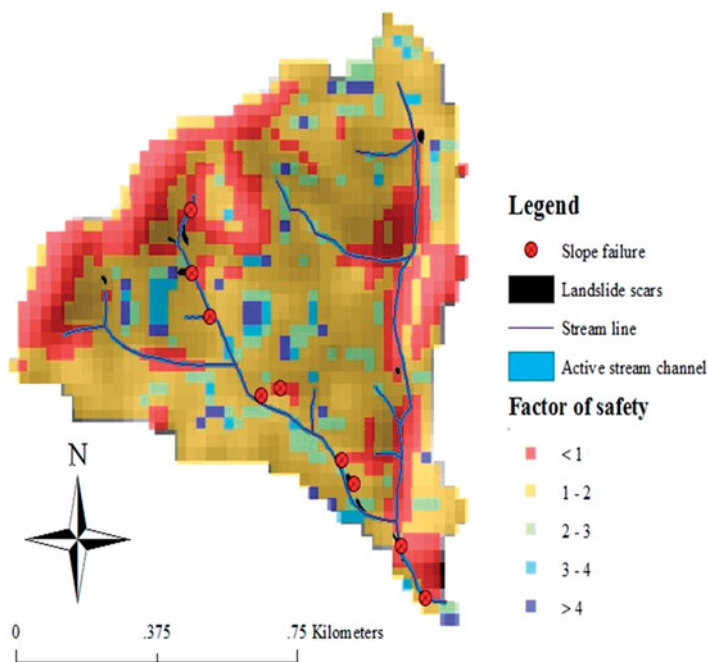 Legend
Slope failure
Landslide scars
Stream line
Active stream channel
Factor of safety
< 1
1 - 2
2 - 3
3 - 4
> 4
N
0 .375 .75 Kilometers